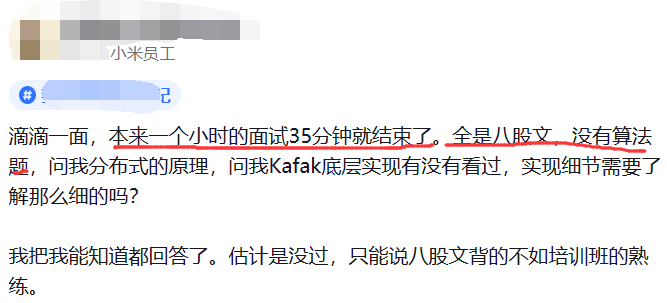 小米员工
滴滴一面，本来一个小时的面试35分钟就结束了。全是八股文，没有算法
题，问我分布式的原理，问我Kafak底层实现有没有看过，实现细节需要了
解那么细的吗？
我把我能知道都回答了。估计是没过，只能说八股文背的不如培训班的熟
练。